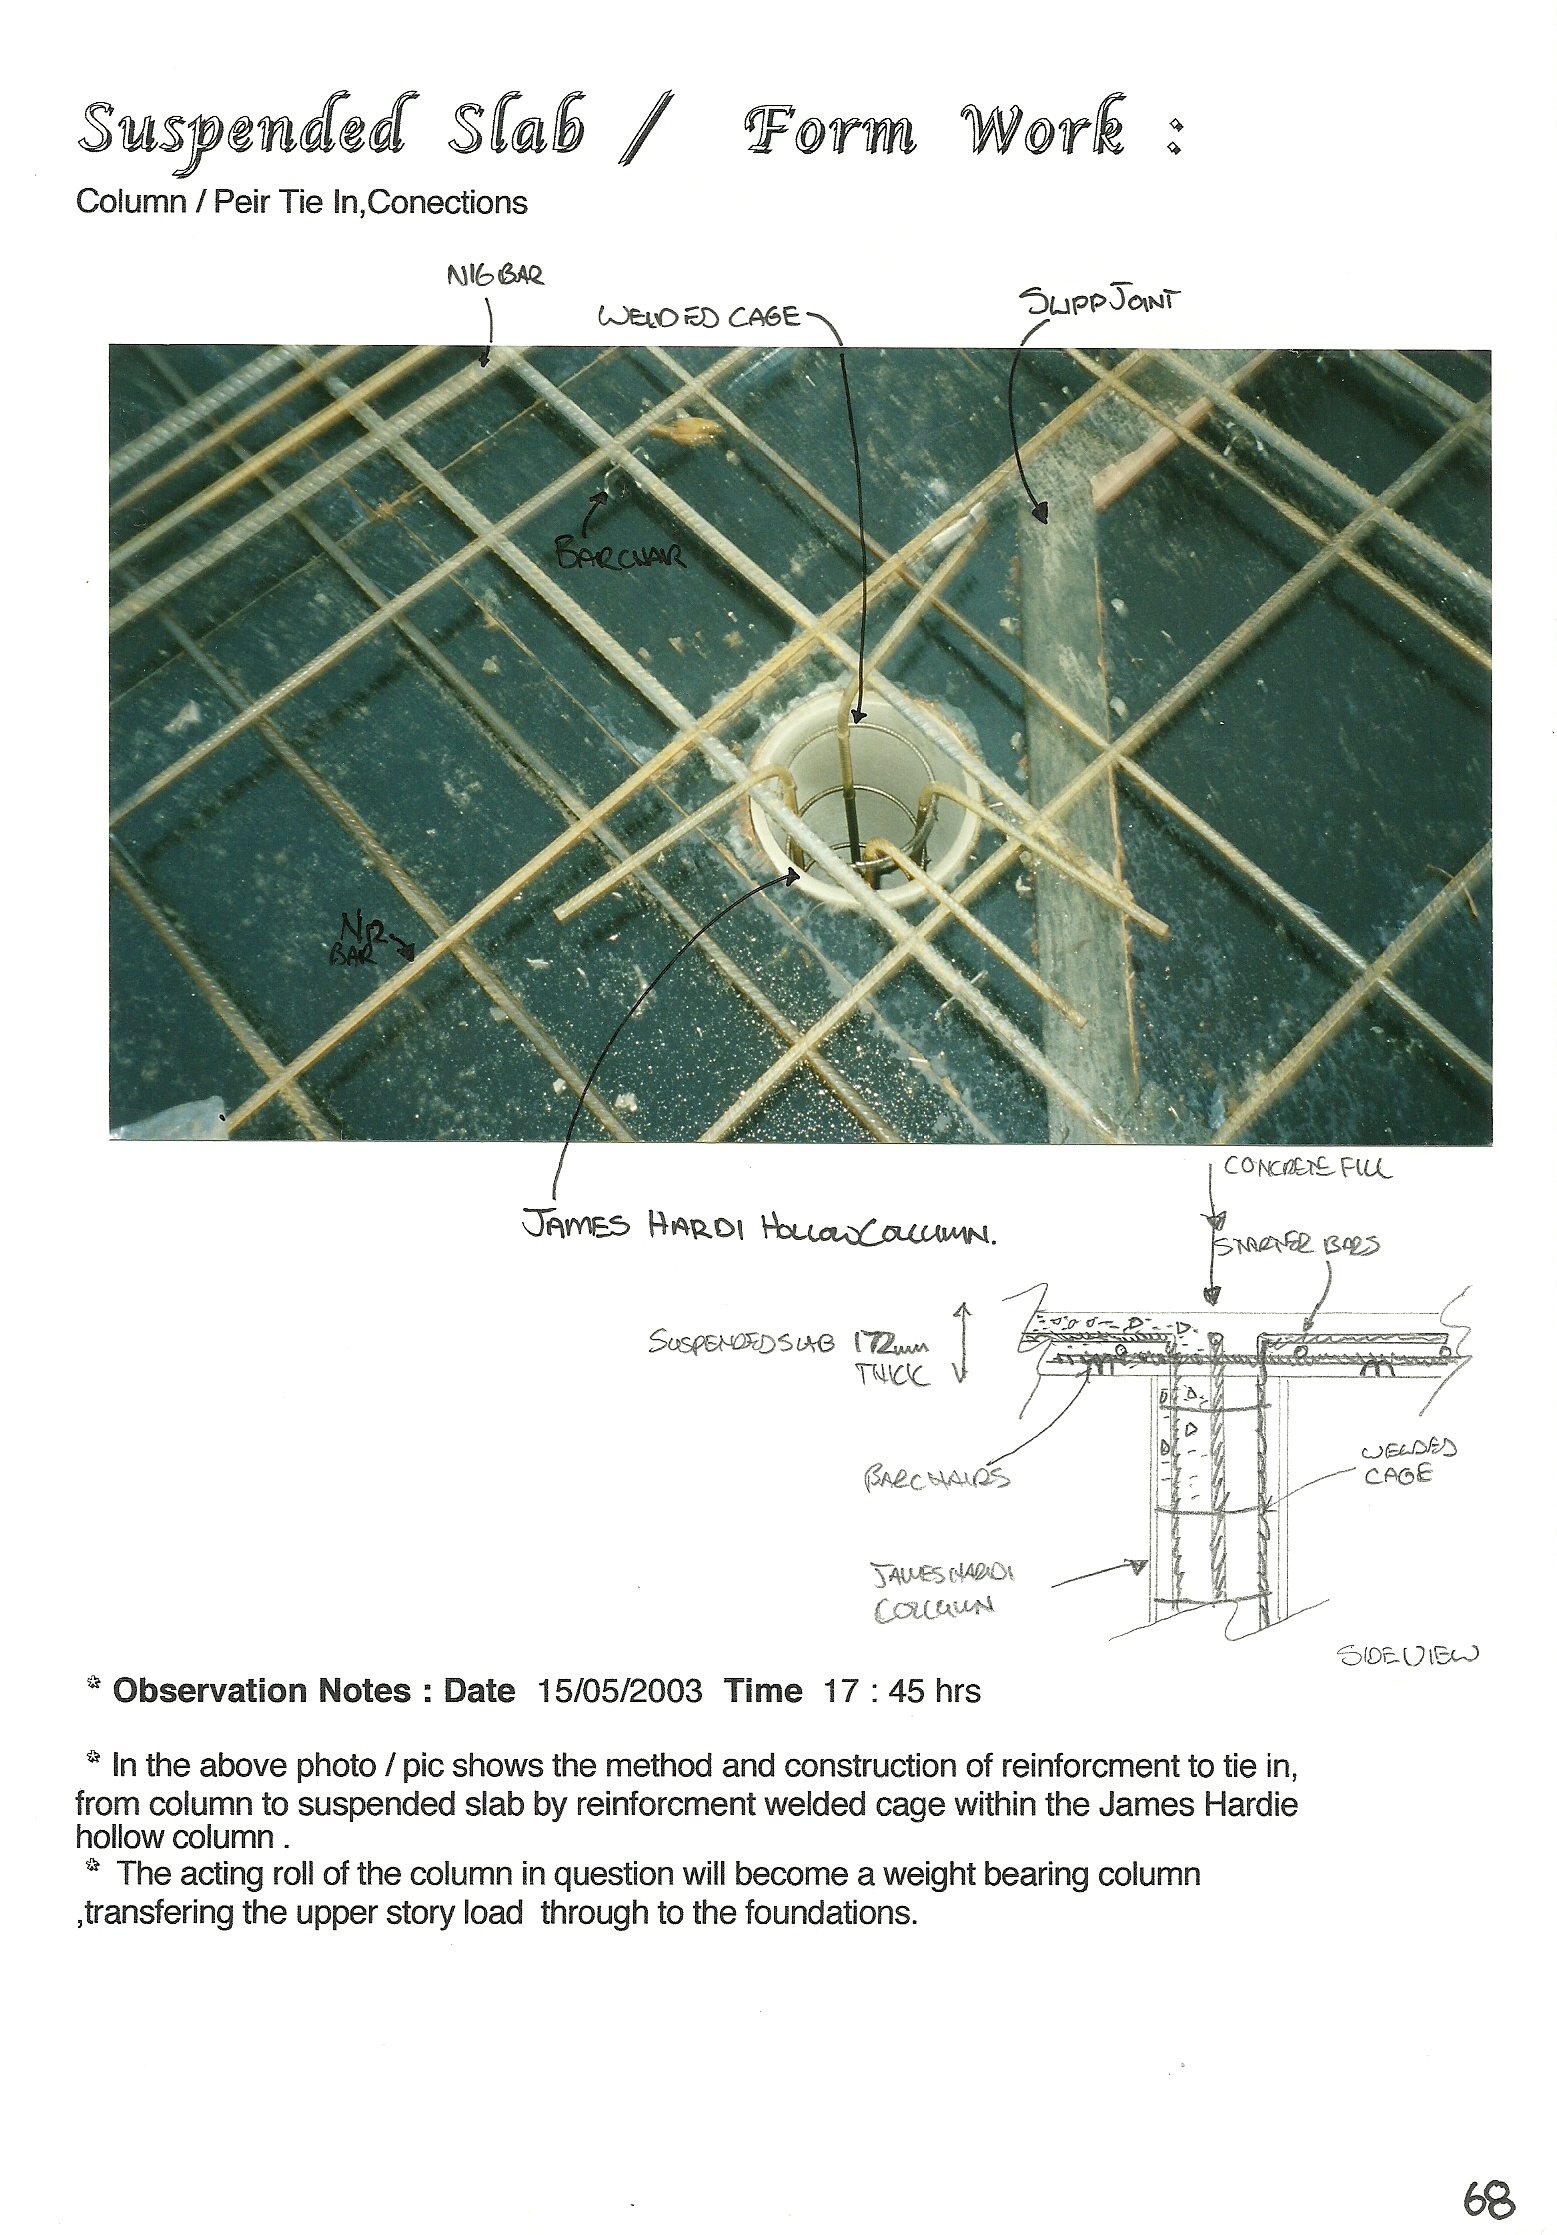 Suspended Slab / Form Work :
Column / Peir Tie In,Conections
N16 BAR
WELDED CAGE
SLIPP JOINT
BARCHAIR
N12
BAR
JAMES HARDI HOLLOW COLLUMN.
CONCRETE FILL
STARTER BARS
SUSPENDED SLAB 172mm
THICK
BARCHAIRS
WELDED
CAGE
JAMES HARDI
COLLUMN
SIDE VIEW
* Observation Notes : Date 15/05/2003 Time 17 : 45 hrs
* In the above photo / pic shows the method and construction of reinforcment to tie in,
from column to suspended slab by reinforcment welded cage within the James Hardie
hollow column .
* The acting roll of the column in question will become a weight bearing column
,transfering the upper story load through to the foundations.
68